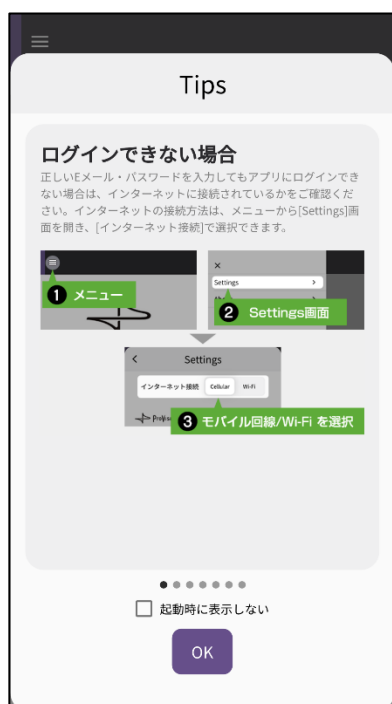 Tips
ログインできない場合
正しいEメール・パスワードを入力してもアプリにログインでき
ない場合は、インターネットに接続されているかをご確認くだ
さい。インターネットの接続方法は、メニューから[Settings]画
面を開き、[インターネット接続]で選択できます。
1 メニュー
×
Settings >
2 Settings画面
< Settings
インターネット接続 Cellular Wi-Fi
3 モバイル回線/Wi-Fi を選択
起動時に表示しない
OK